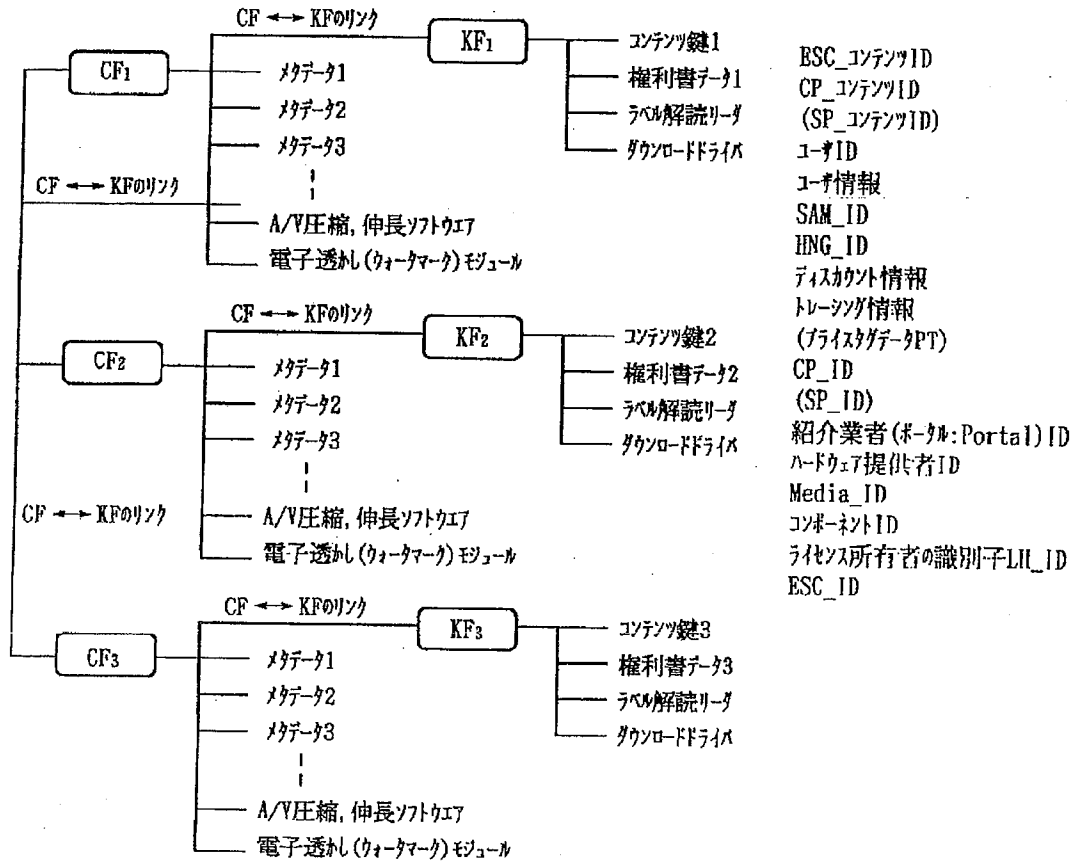 CF ↔ KFのリンク
KF1
CF1
メタデータ1
メタデータ2
メタデータ3
CF ↔ KFのリンク
A/V圧縮, 伸長ソフトウエア
電子透かし(ウォータマーク)モジュール
コンテンツ鍵1
権利書データ1
ラベル解読リーダ
ダウンロードドライバ
CF ↔ KFのリンク
KF2
CF2
メタデータ1
メタデータ2
メタデータ3
CF ↔ KFのリンク
A/V圧縮, 伸長ソフトウエア
電子透かし(ウォータマーク)モジュール
コンテンツ鍵2
権利書データ2
ラベル解読リーダ
ダウンロードドライバ
CF ↔ KFのリンク
KF3
CF3
メタデータ1
メタデータ2
メタデータ3
A/V圧縮, 伸長ソフトウエア
電子透かし(ウォータマーク)モジュール
コンテンツ鍵3
権利書データ3
ラベル解読リーダ
ダウンロードドライバ
ESC_コンテンツID
CP_コンテンツID
(SP_コンテンツID)
ユーザID
ユーザ情報
SAM_ID
HNG_ID
ディスカウント情報
トレーシング情報
(プライスタグデータPT)
CP_ID
(SP_ID)
紹介業者(ポータル:Portal)ID
ハードウェア提供者ID
Media_ID
コンポーネントID
ライセンス所有者の識別子LH_ID
ESC_ID